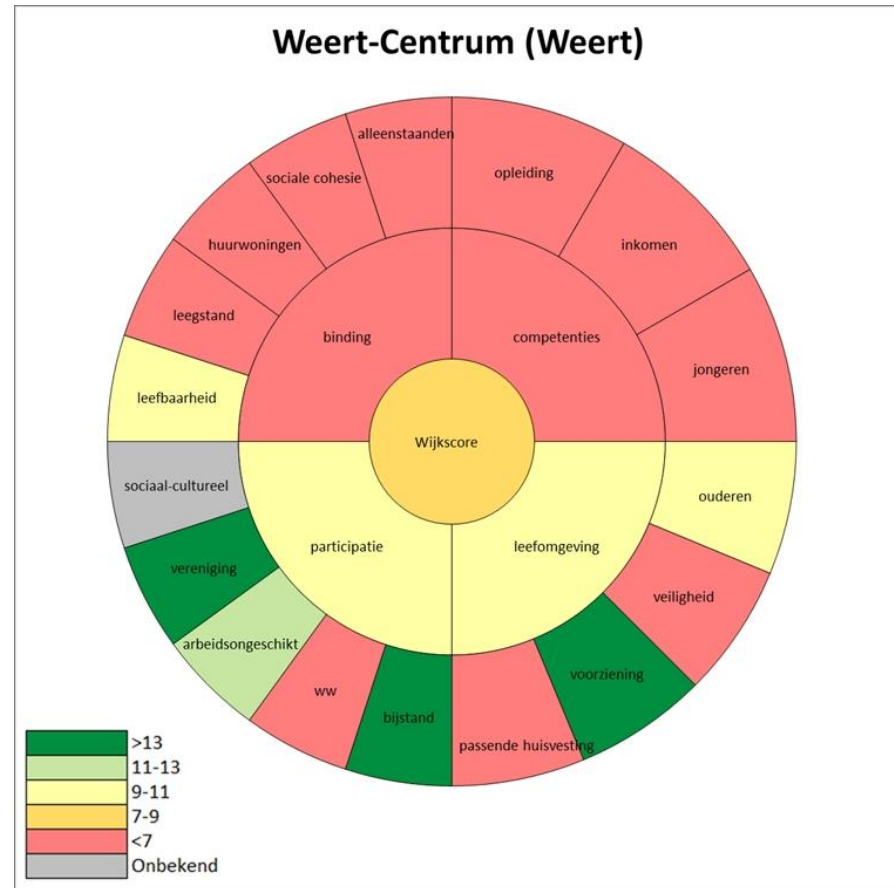 Weert-Centrum (Weert)
alleenstaanden
opleiding
sociale cohesie
inkomen
huurwoningen
leegstand
binding
competenties
jongeren
leefbaarheid
Wijkscore
sociaal-cultureel
ouderen
participatie
leefomgeving
vereniging
veiligheid
arbeidsongeschikt
voorziening
ww
bijstand
passende huisvesting
>13
11-13
9-11
7-9
<7
Onbekend